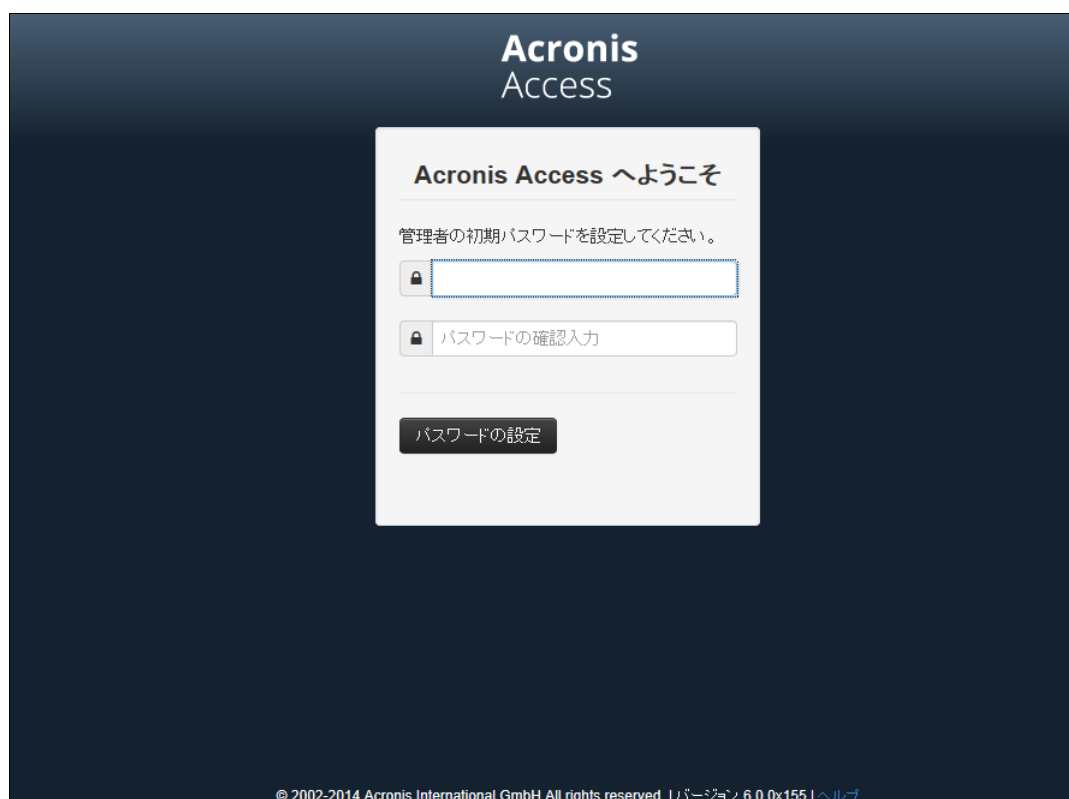 Acronis
Access
Acronis Access へようこそ
管理者の初期パスワードを設定してください。
パスワードの確認入力
パスワードの設定
© 2002-2014 Acronis International GmbH All rights reserved. | バージョン 6.0.0x155 | ヘルプ